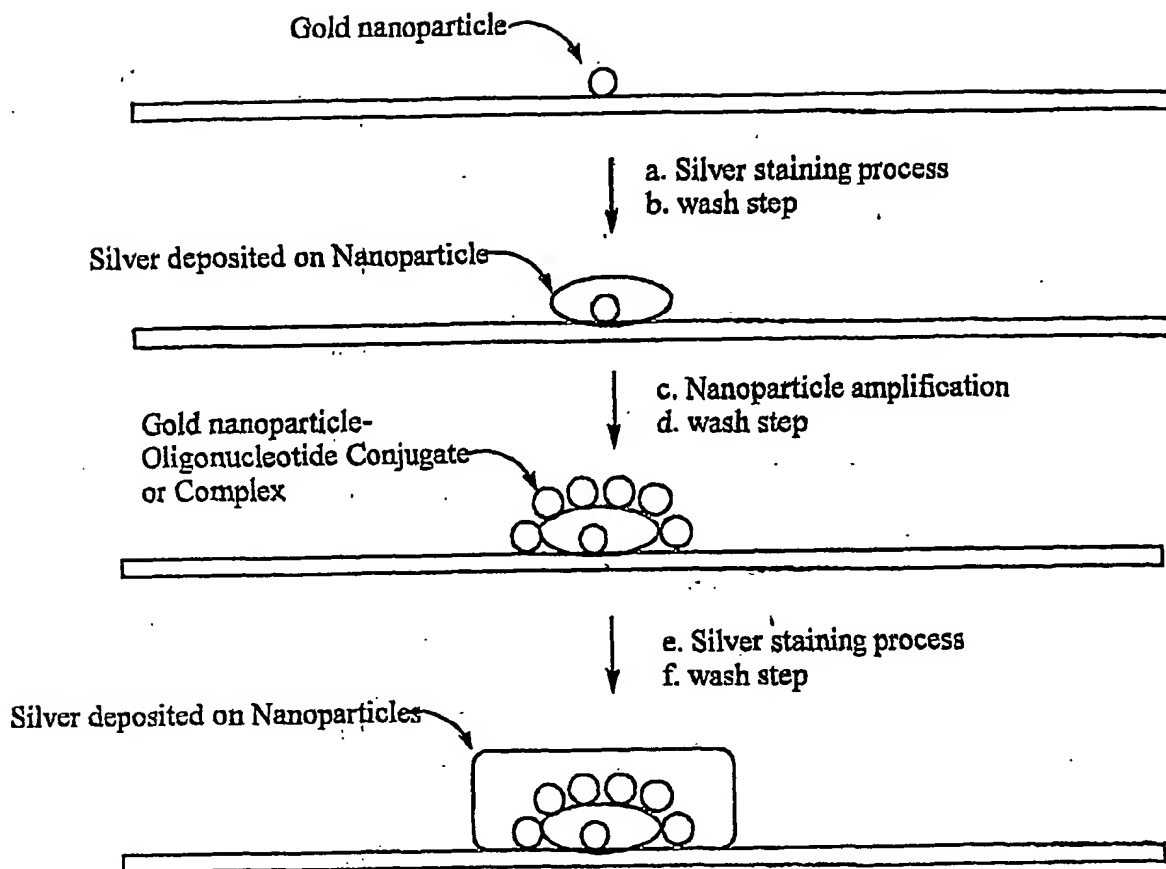 Gold nanoparticle
a. Silver staining process
b. wash step
Silver deposited on Nanoparticle
c. Nanoparticle amplification
d. wash step
Gold nanoparticle-
Oligonucleotide Conjugate
or Complex
e. Silver staining process
f. wash step
Silver deposited on Nanoparticles